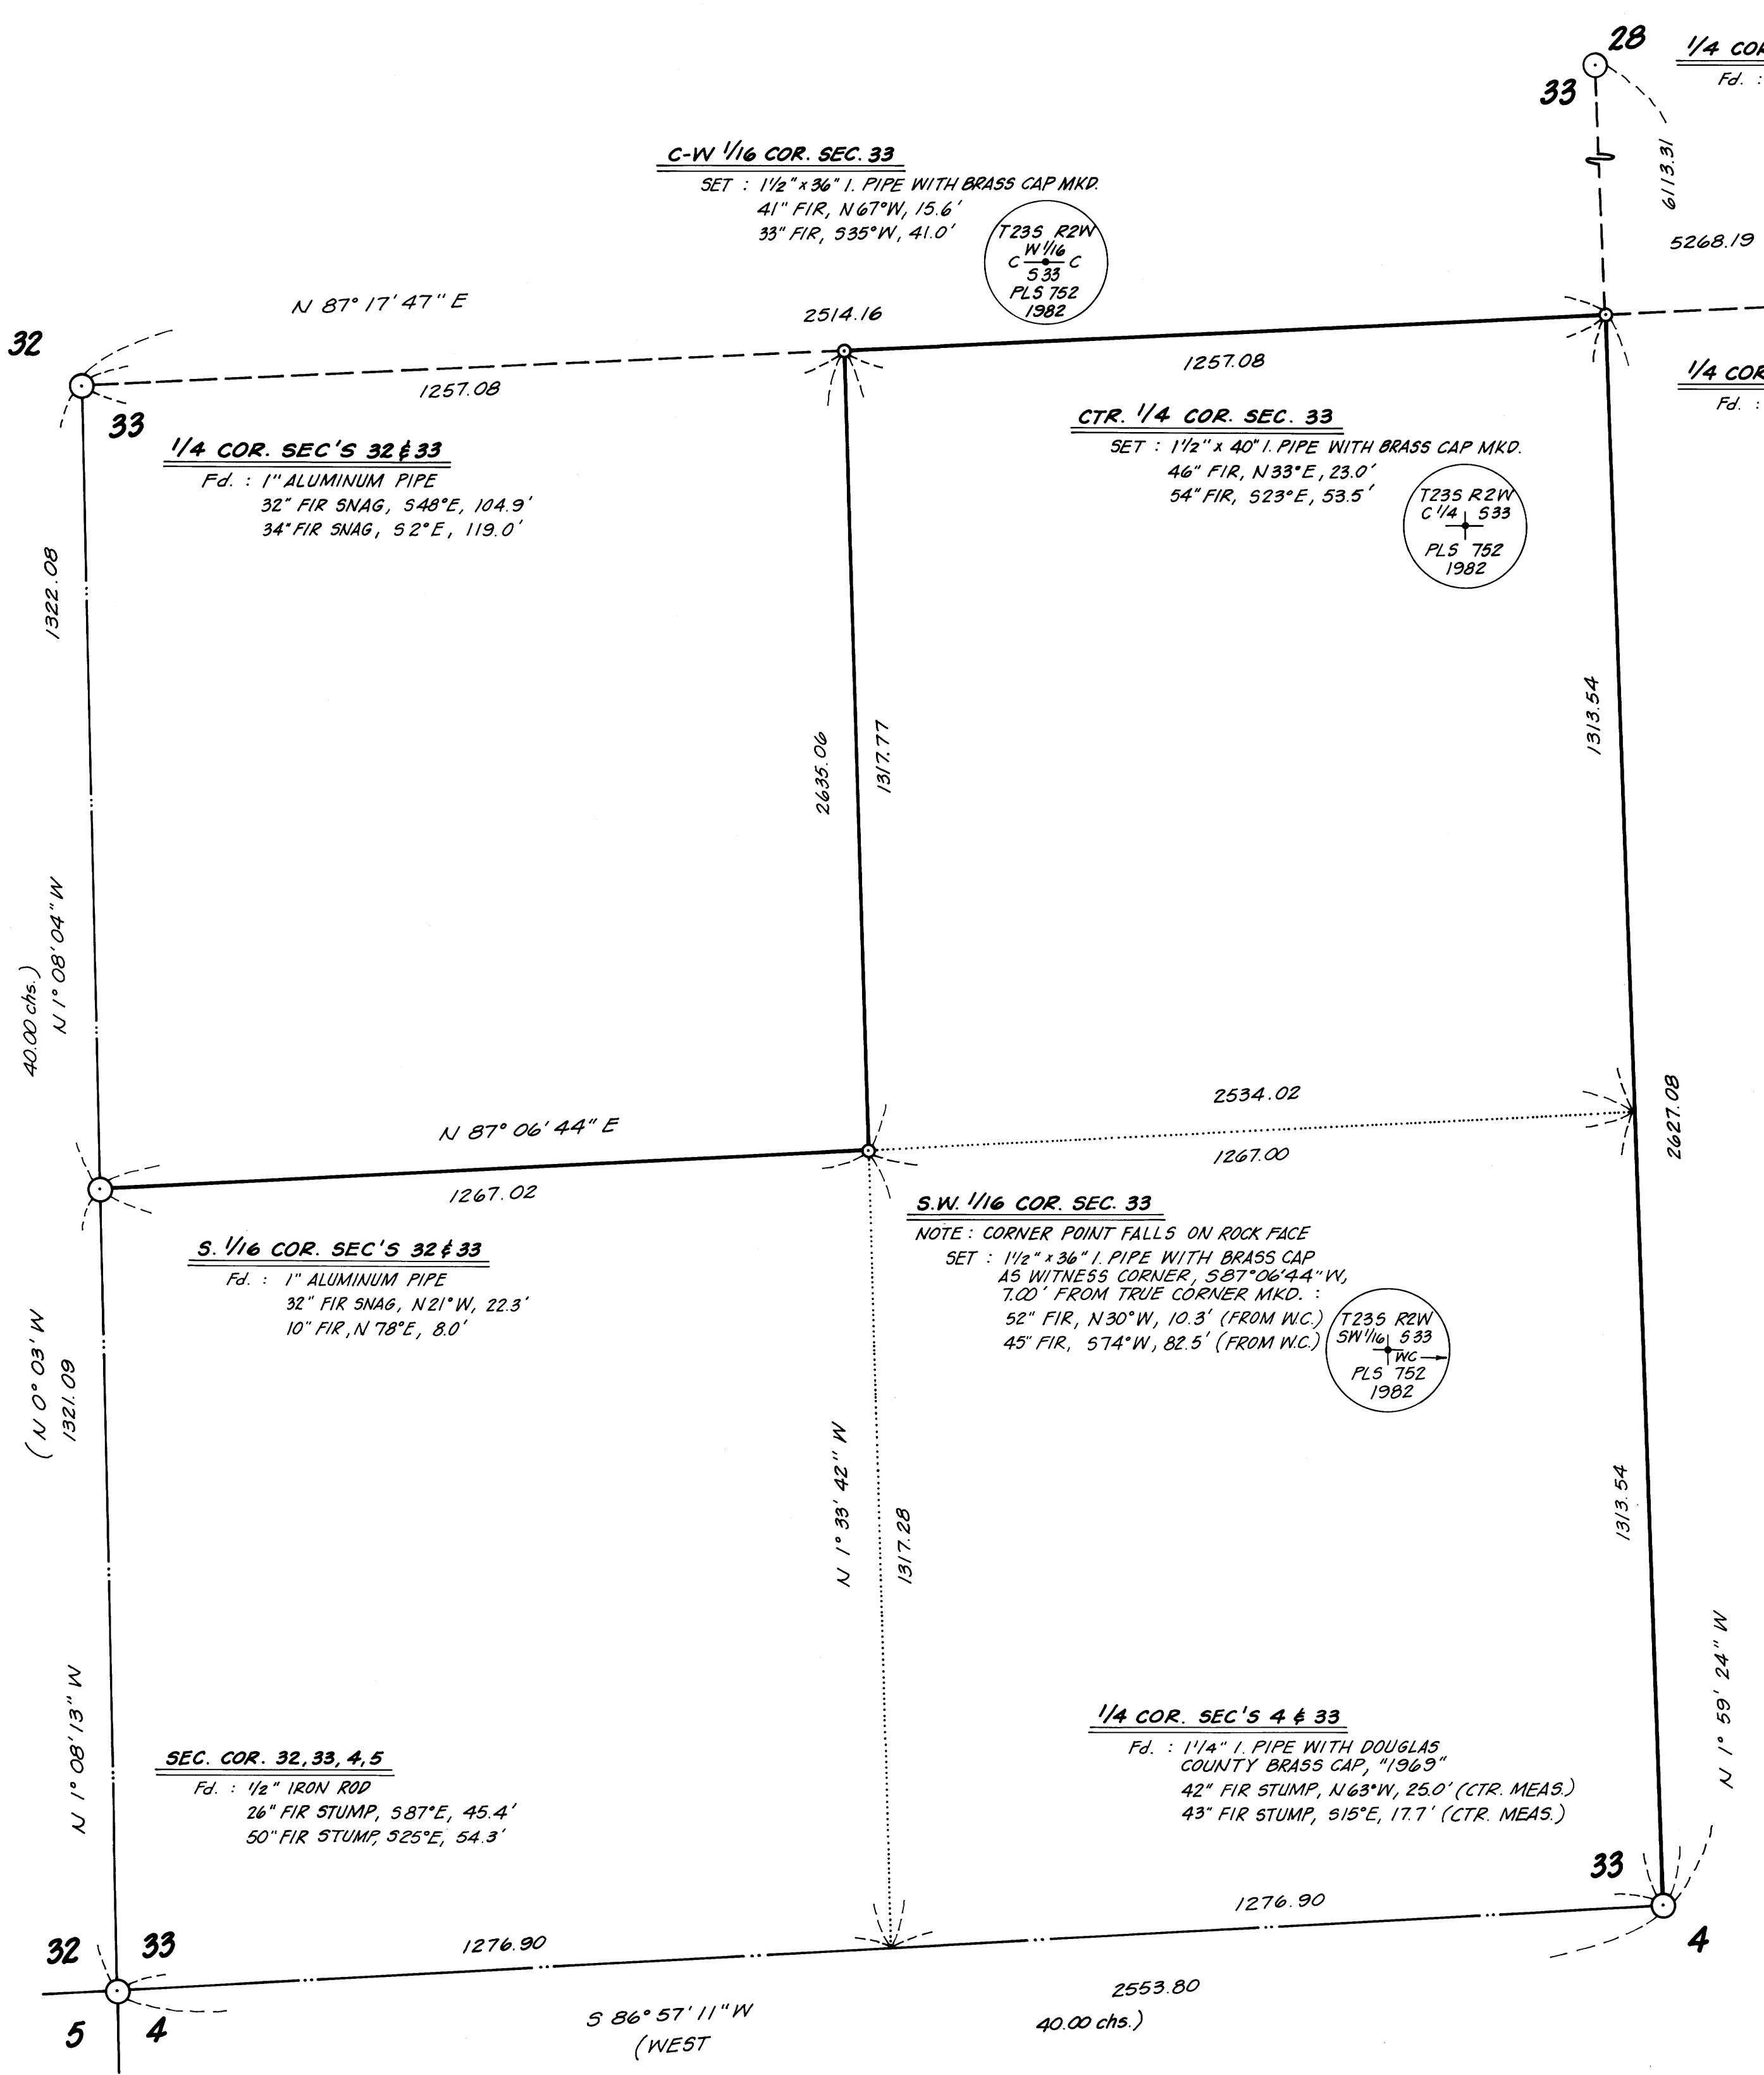 28
33
1/4 COR
Fd. :
6113.31
5268.19
C-W 1/16 COR. SEC. 33
SET : 1 1/2" x 36" I. PIPE WITH BRASS CAP MKD.
41" FIR, N67°W, 15.6'
33" FIR, S35°W, 41.0'
T23S R2W
W 1/16
C C
S 33
PLS 752
1982
N 87° 17' 47" E
2514.16
32
1257.08
1257.08
33
1/4 COR
Fd. :
1/4 COR. SEC'S 32 & 33
Fd. : 1" ALUMINUM PIPE
32" FIR SNAG, S48°E, 104.9'
34" FIR SNAG, S2°E, 119.0'
CTR. 1/4 COR. SEC. 33
SET : 1 1/2" x 40" I. PIPE WITH BRASS CAP MKD.
46" FIR, N33°E, 23.0'
54" FIR, S23°E, 53.5'
T23S R2W
C 1/4 S33
PLS 752
1982
1322.08
2635.06
1317.77
1313.54
40.00 chs.)
N 1° 08' 04" W
N 87° 06' 44" E
2534.02
2627.08
1267.02
1267.00
S. 1/16 COR. SEC'S 32 & 33
Fd. : 1" ALUMINUM PIPE
32" FIR SNAG, N21°W, 22.3'
10" FIR, N 78°E, 8.0'
S.W. 1/16 COR. SEC. 33
NOTE : CORNER POINT FALLS ON ROCK FACE
SET : 1 1/2" x 36" I. PIPE WITH BRASS CAP
AS WITNESS CORNER, S87°06'44"W,
7.00' FROM TRUE CORNER MKD. :
52" FIR, N30°W, 10.3' (FROM W.C.)
45" FIR, S74°W, 82.5' (FROM W.C.)
T23S R2W
SW 1/16 S33
WC
PLS 752
1982
(N 0° 03' W
1321.09
N 1° 33' 42" W
1317.28
1313.54
N 1° 08' 13" W
N 1° 59' 24" W
SEC. COR. 32, 33, 4, 5
Fd. : 1/2" IRON ROD
26" FIR STUMP, S87°E, 45.4'
50" FIR STUMP, S25°E, 54.3'
1/4 COR. SEC'S 4 & 33
Fd. : 1 1/4" I. PIPE WITH DOUGLAS
COUNTY BRASS CAP, "1969"
42" FIR STUMP, N63°W, 25.0' (CTR. MEAS.)
43" FIR STUMP, S15°E, 17.7' (CTR. MEAS.)
33
4
1276.90
1276.90
32 33
5 4
S 86° 57' 11" W
2553.80
(WEST
40.00 chs.)